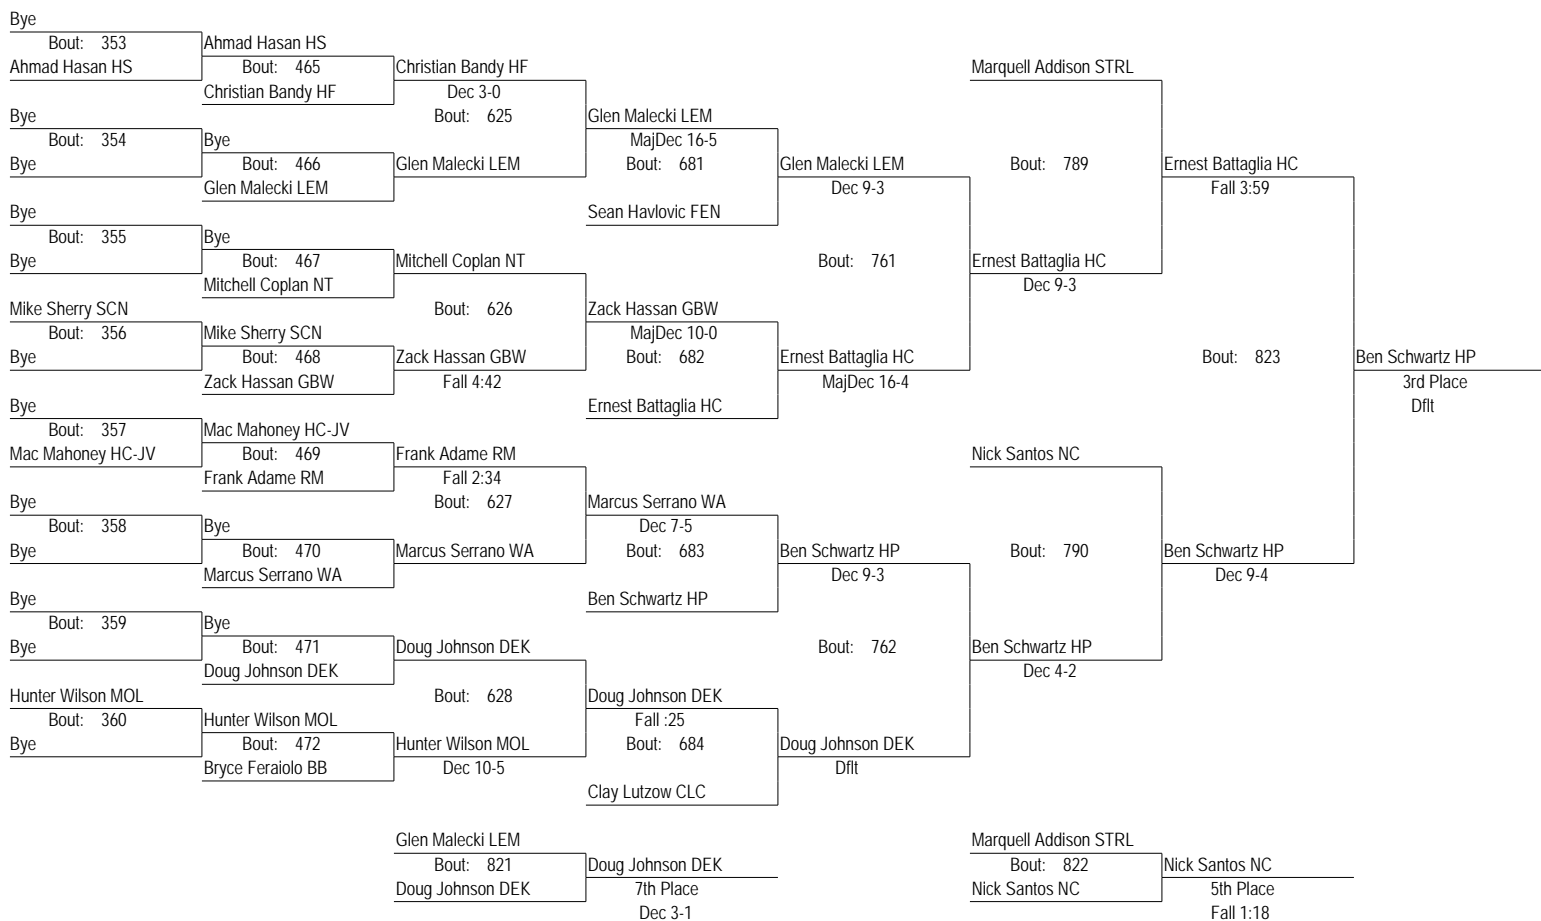 Bye
Bout: 353
Ahmad Hasan HS
Ahmad Hasan HS
Bout: 465
Christian Bandy HF
Christian Bandy HF
Dec 3-0
Bout: 625
Bye
Bout: 354
Bye
Bye
Bout: 466
Glen Malecki LEM
Glen Malecki LEM
Glen Malecki LEM
MajDec 16-5
Bout: 681
Sean Havlovic FEN
Glen Malecki LEM
Dec 9-3
Bout: 761
Bye
Bout: 355
Bye
Bye
Bout: 467
Mitchell Coplan NT
Mitchell Coplan NT
Bout: 626
Mike Sherry SCN
Bout: 356
Bye
Mike Sherry SCN
Bout: 468
Zack Hassan GBW
Zack Hassan GBW
Fall 4:42
Zack Hassan GBW
MajDec 10-0
Bout: 682
Ernest Battaglia HC
Ernest Battaglia HC
MajDec 16-4
Marquell Addison STRL
Bout: 789
Ernest Battaglia HC
Dec 9-3
Ernest Battaglia HC
Fall 3:59
Bout: 823
Ben Schwartz HP
3rd Place
Dflt
Bye
Bout: 357
Mac Mahoney HC-JV
Mac Mahoney HC-JV
Bout: 469
Frank Adame RM
Frank Adame RM
Fall 2:34
Bout: 627
Bye
Bout: 358
Bye
Bye
Bout: 470
Marcus Serrano WA
Marcus Serrano WA
Marcus Serrano WA
Dec 7-5
Bout: 683
Ben Schwartz HP
Ben Schwartz HP
Dec 9-3
Bout: 762
Bye
Bout: 359
Bye
Bye
Bout: 471
Doug Johnson DEK
Doug Johnson DEK
Bout: 628
Hunter Wilson MOL
Bout: 360
Bye
Hunter Wilson MOL
Bout: 472
Bryce Feraiolo BB
Hunter Wilson MOL
Dec 10-5
Doug Johnson DEK
Fall :25
Bout: 684
Clay Lutzow CLC
Doug Johnson DEK
Dflt
Nick Santos NC
Bout: 790
Ben Schwartz HP
Dec 4-2
Ben Schwartz HP
Dec 9-4
Glen Malecki LEM
Bout: 821
Doug Johnson DEK
Doug Johnson DEK
7th Place
Dec 3-1
Marquell Addison STRL
Bout: 822
Nick Santos NC
Nick Santos NC
5th Place
Fall 1:18